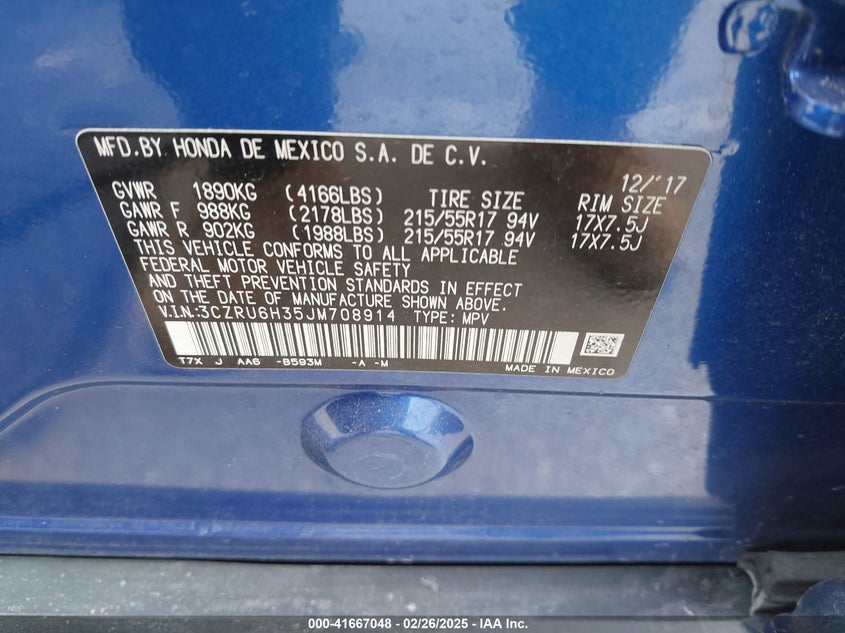 MFD.BY HONDA DE MEXICO S.A. DE C.V.
12/'17
GVWR 1890KG (4166LBS) TIRE SIZE RIM SIZE
GAWR F 988KG (2178LBS) 215/55R17 94V 17X7.5J
GAWR R 902KG (1988LBS) 215/55R17 94V 17X7.5J
THIS VEHICLE CONFORMS TO ALL APPLICABLE
FEDERAL MOTOR VEHICLE SAFETY
AND THEFT PREVENTION STANDARDS IN EFFECT
ON THE DATE OF MANUFACTURE SHOWN ABOVE.
V.IN:3CZRU6H35JM708914 TYPE: MPV
T7X J AA6 -B593M -A -M
MADE IN MEXICO
000-41667048 - 02/26/2025 - IAA Inc.